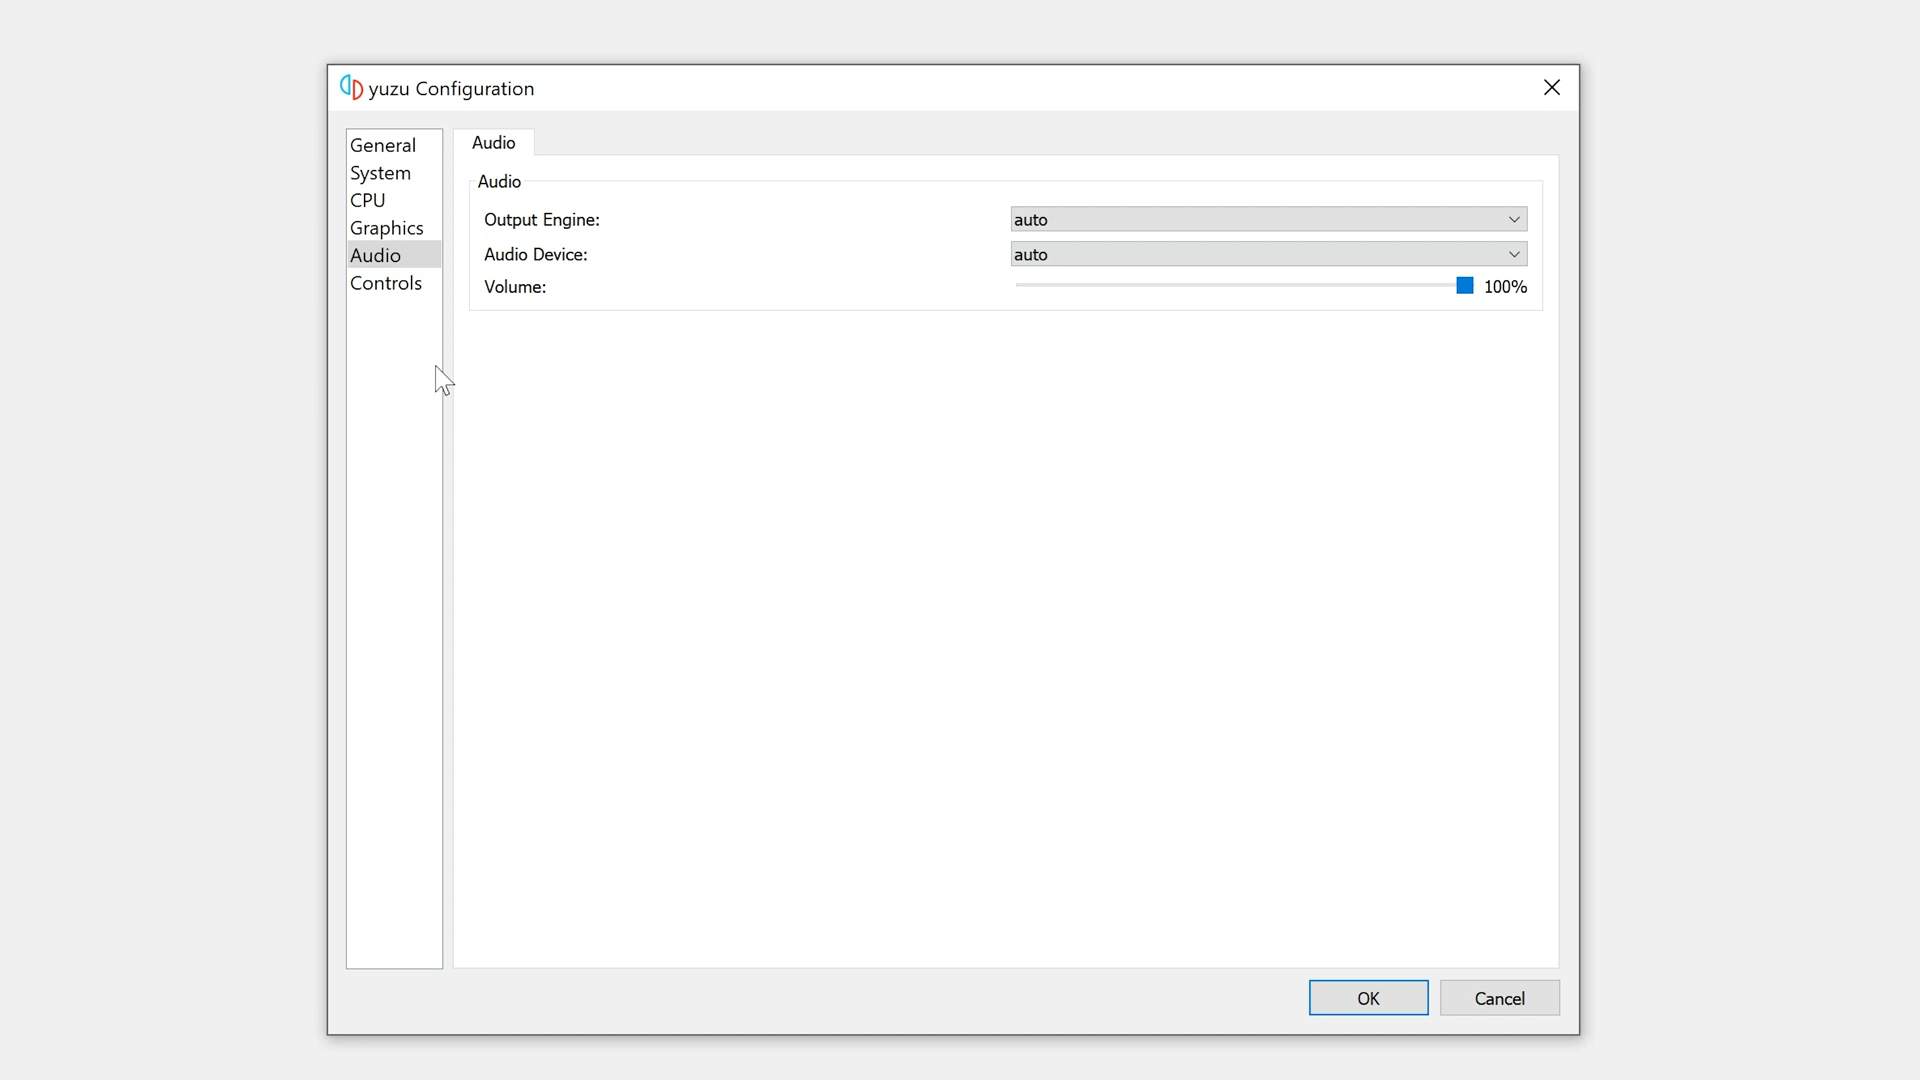 yuzu Configuration
General
System
CPU
Graphics
Audio
Controls
Audio
Audio
Output Engine: auto
Audio Device: auto
Volume: 100%
OK Cancel